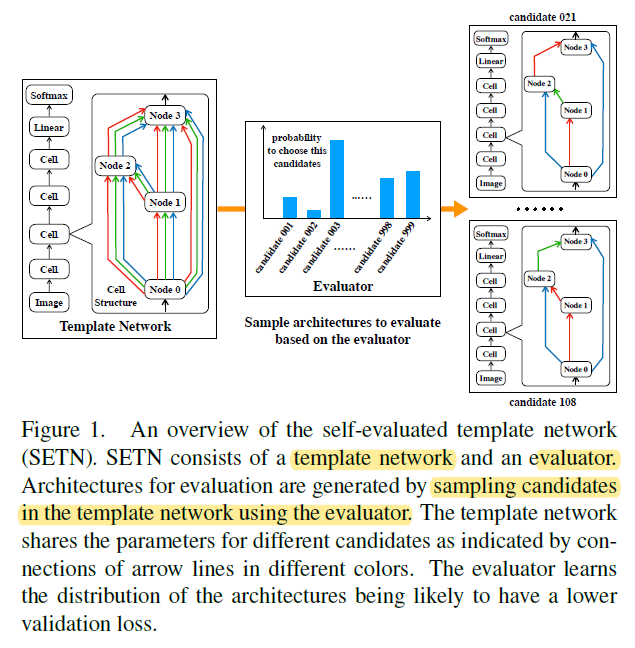 candidate 021
Softmax
Linear
Cell
Cell
Cell
Cell
Cell
Image
Node 3
Node 2
Node 1
Node 0
Softmax
Linear
Cell
Cell
Cell
Cell
Image
Node 3
Node 2
Node 1
Node 0
Cell
Structure
Template Network
probability
to choose this
candidates
......
candidate 001
candidate 002
candidate 003
......
candidate 998
candidate 999
Evaluator
Sample architectures to evaluate
based on the evaluator
......
Softmax
Linear
Cell
Cell
Cell
Cell
Cell
Image
Node 3
Node 2
Node 1
Node 0
candidate 108
Figure 1. An overview of the self-evaluated template network
(SETN). SETN consists of a template network and an evaluator.
Architectures for evaluation are generated by sampling candidates
in the template network using the evaluator. The template network
shares the parameters for different candidates as indicated by con-
nections of arrow lines in different colors. The evaluator learns
the distribution of the architectures being likely to have a lower
validation loss.